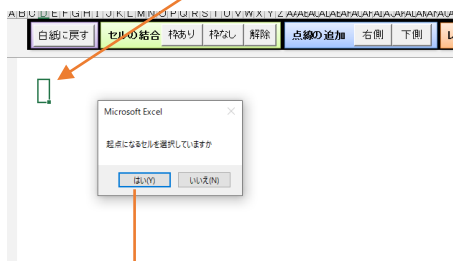 A B C D E F G H I J K L M N O P Q R S T U V W X Y Z
白紙に戻す セルの結合 枠あり 枠なし 解除 点線の追加 右側 下側
Microsoft Excel
起点になるセルを選択していますか
はい(Y) いいえ(N)